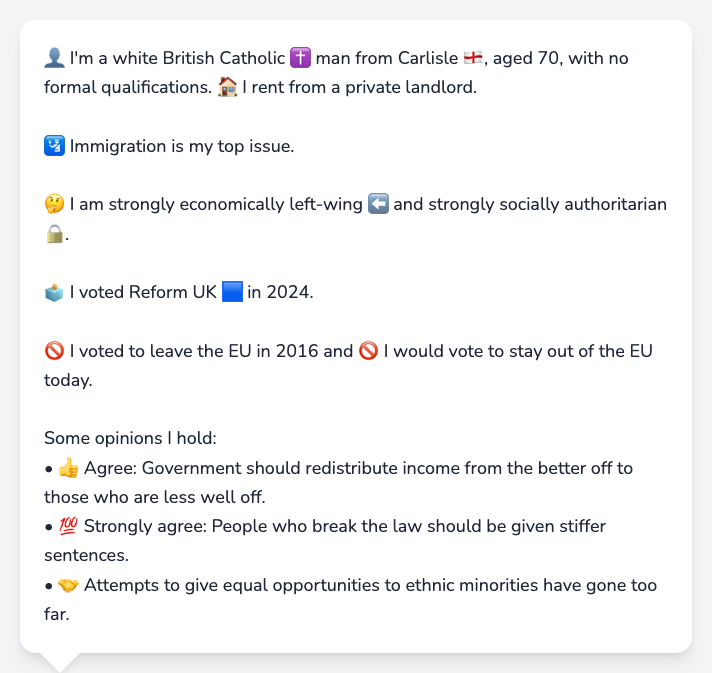 👤 I'm a white British Catholic ✝️ man from Carlisle 🏴󠁧󠁢󠁥󠁮󠁧󠁿, aged 70, with no
formal qualifications. 🏠 I rent from a private landlord.
🛂 Immigration is my top issue.
🤔 I am strongly economically left-wing ⬅️ and strongly socially authoritarian
🔒.
🗳️ I voted Reform UK 🟦 in 2024.
🚫 I voted to leave the EU in 2016 and 🚫 I would vote to stay out of the EU
today.
Some opinions I hold:
• 👍 Agree: Government should redistribute income from the better off to
those who are less well off.
• 💯 Strongly agree: People who break the law should be given stiffer
sentences.
• 🤝 Attempts to give equal opportunities to ethnic minorities have gone too
far.